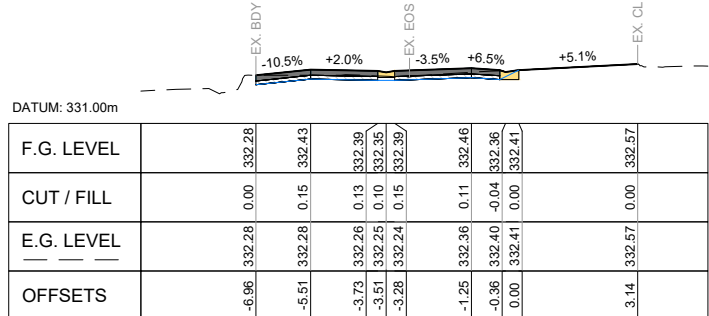 EX. BDY
EX. EOS
EX. CL
-10.5% +2.0% -3.5% +6.5% +5.1%
DATUM: 331.00m
F.G. LEVEL 332.28 332.43 332.39 332.35 332.39 332.46 332.36 332.41 332.57
CUT / FILL 0.00 0.15 0.13 0.10 0.15 0.11 -0.04 0.00 0.00
E.G. LEVEL 332.28 332.28 332.26 332.25 332.24 332.36 332.40 332.41 332.57
OFFSETS -6.96 -5.51 -3.73 -3.51 -3.28 -1.25 -0.36 0.00 3.14